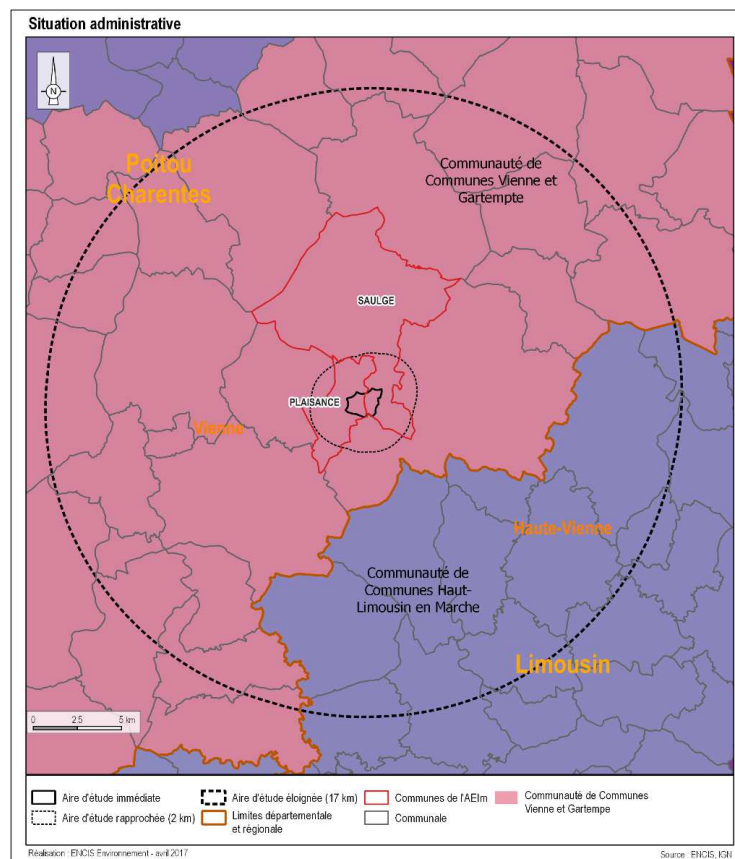 Situation administrative
N
Poitou
Charentes
Communauté de
Communes Vienne et
Gartempte
SAULGE
PLAISANCE
Vienne
Haute-Vienne
Communauté de
Communes Haut-
Limousin en Marche
Limousin
0 2.5 5 km
Aire d'étude immédiate
Aire d'étude rapprochée (2 km)
Aire d'étude éloignée (17 km)
Limites départementale
et régionale
Communes de l'AEIm
Communale
Communauté de Communes
Vienne et Gartempe
Réalisation : ENCIS Environnement - avril 2017
Source : ENCIS, IGN